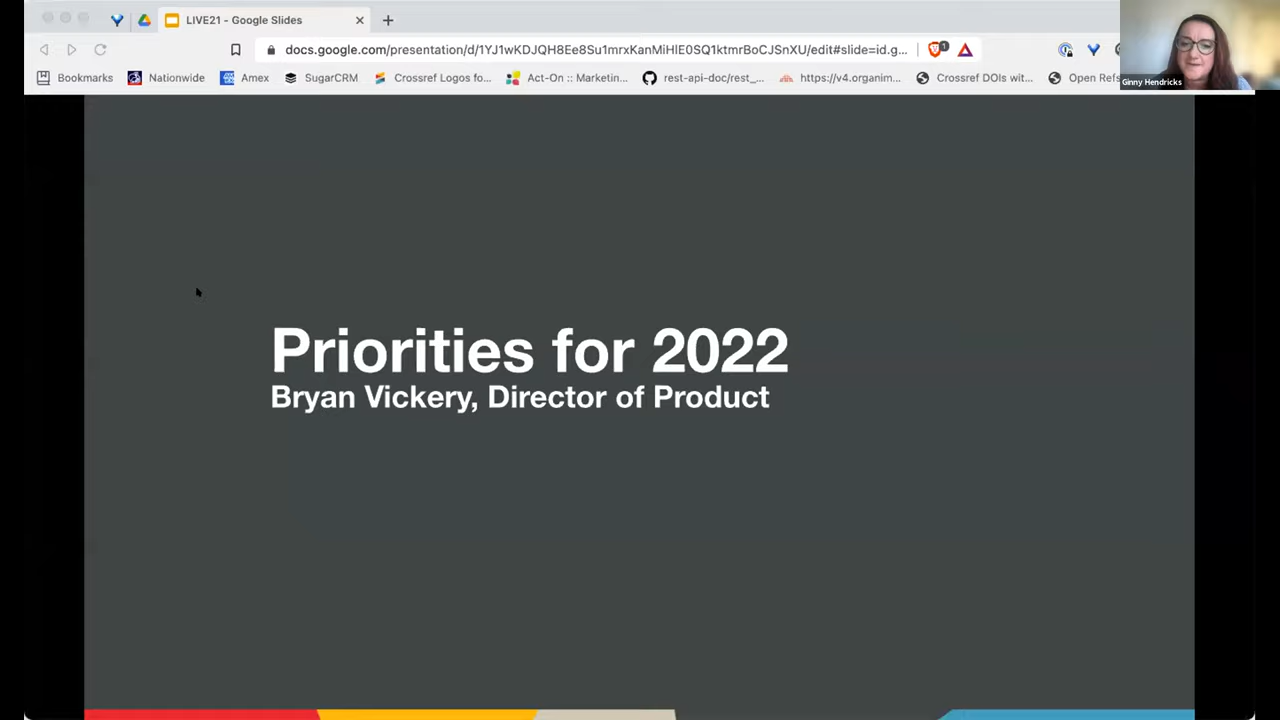 LIVE21 - Google Slides
docs.google.com/presentation/d/1YJ1wKDJQH8Ee8Su1mrxKanMiHlE0SQ1ktmrBoCJSnXU/edit#slide=id.g...
1
Bookmarks
Nationwide
Amex
SugarCRM
Crossref Logos fo...
Act-On :: Marketin...
rest-api-doc/rest_...
https://v4.organim...
Crossref DOIs wit...
Open Refs
Ginny Hendricks
Priorities for 2022
Bryan Vickery, Director of Product